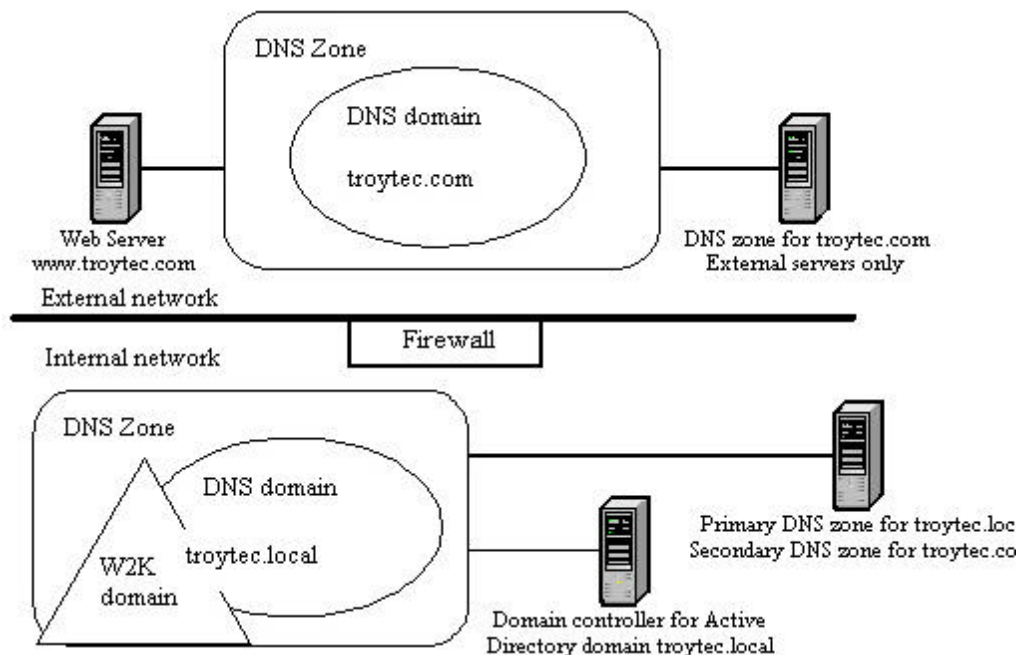 DNS Zone
DNS domain
troytec.com
Web Server
www.troytec.com
DNS zone for troytec.com
External servers only
External network
Firewall
Internal network
DNS Zone
DNS domain
troytec.local
W2K
domain
Primary DNS zone for troytec.loc
Secondary DNS zone for troytec.co
Domain controller for Active
Directory domain troytec.local